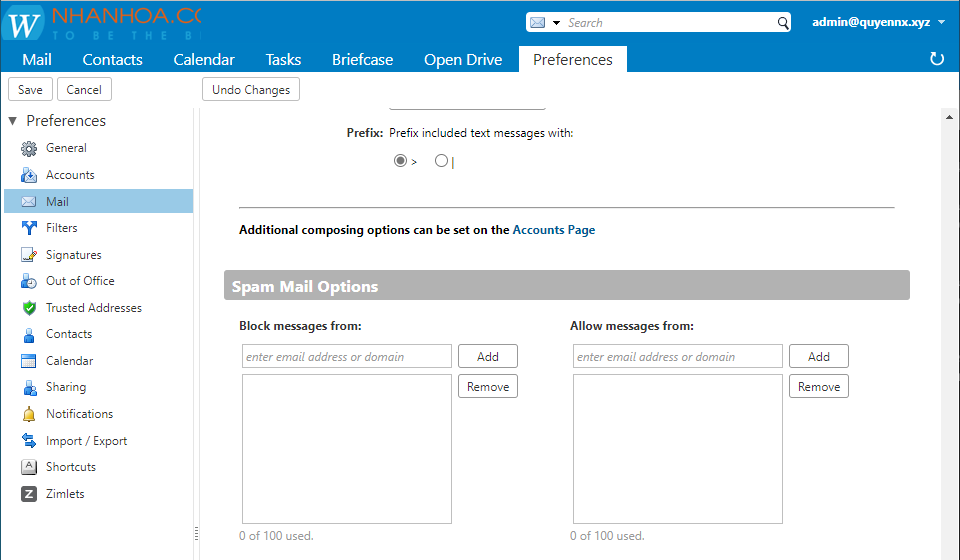 W NHANHOA.CO
TO BE THE B
Search
admin@quyennx.xyz
Mail Contacts Calendar Tasks Briefcase Open Drive Preferences
Save Cancel Undo Changes
Preferences
General
Accounts
Mail
Filters
Signatures
Out of Office
Trusted Addresses
Contacts
Calendar
Sharing
Notifications
Import / Export
A Shortcuts
Z Zimlets
Prefix: Prefix included text messages with:
> |
Additional composing options can be set on the Accounts Page
Spam Mail Options
Block messages from:
enter email address or domain Add
Remove
0 of 100 used.
Allow messages from:
enter email address or domain Add
Remove
0 of 100 used.